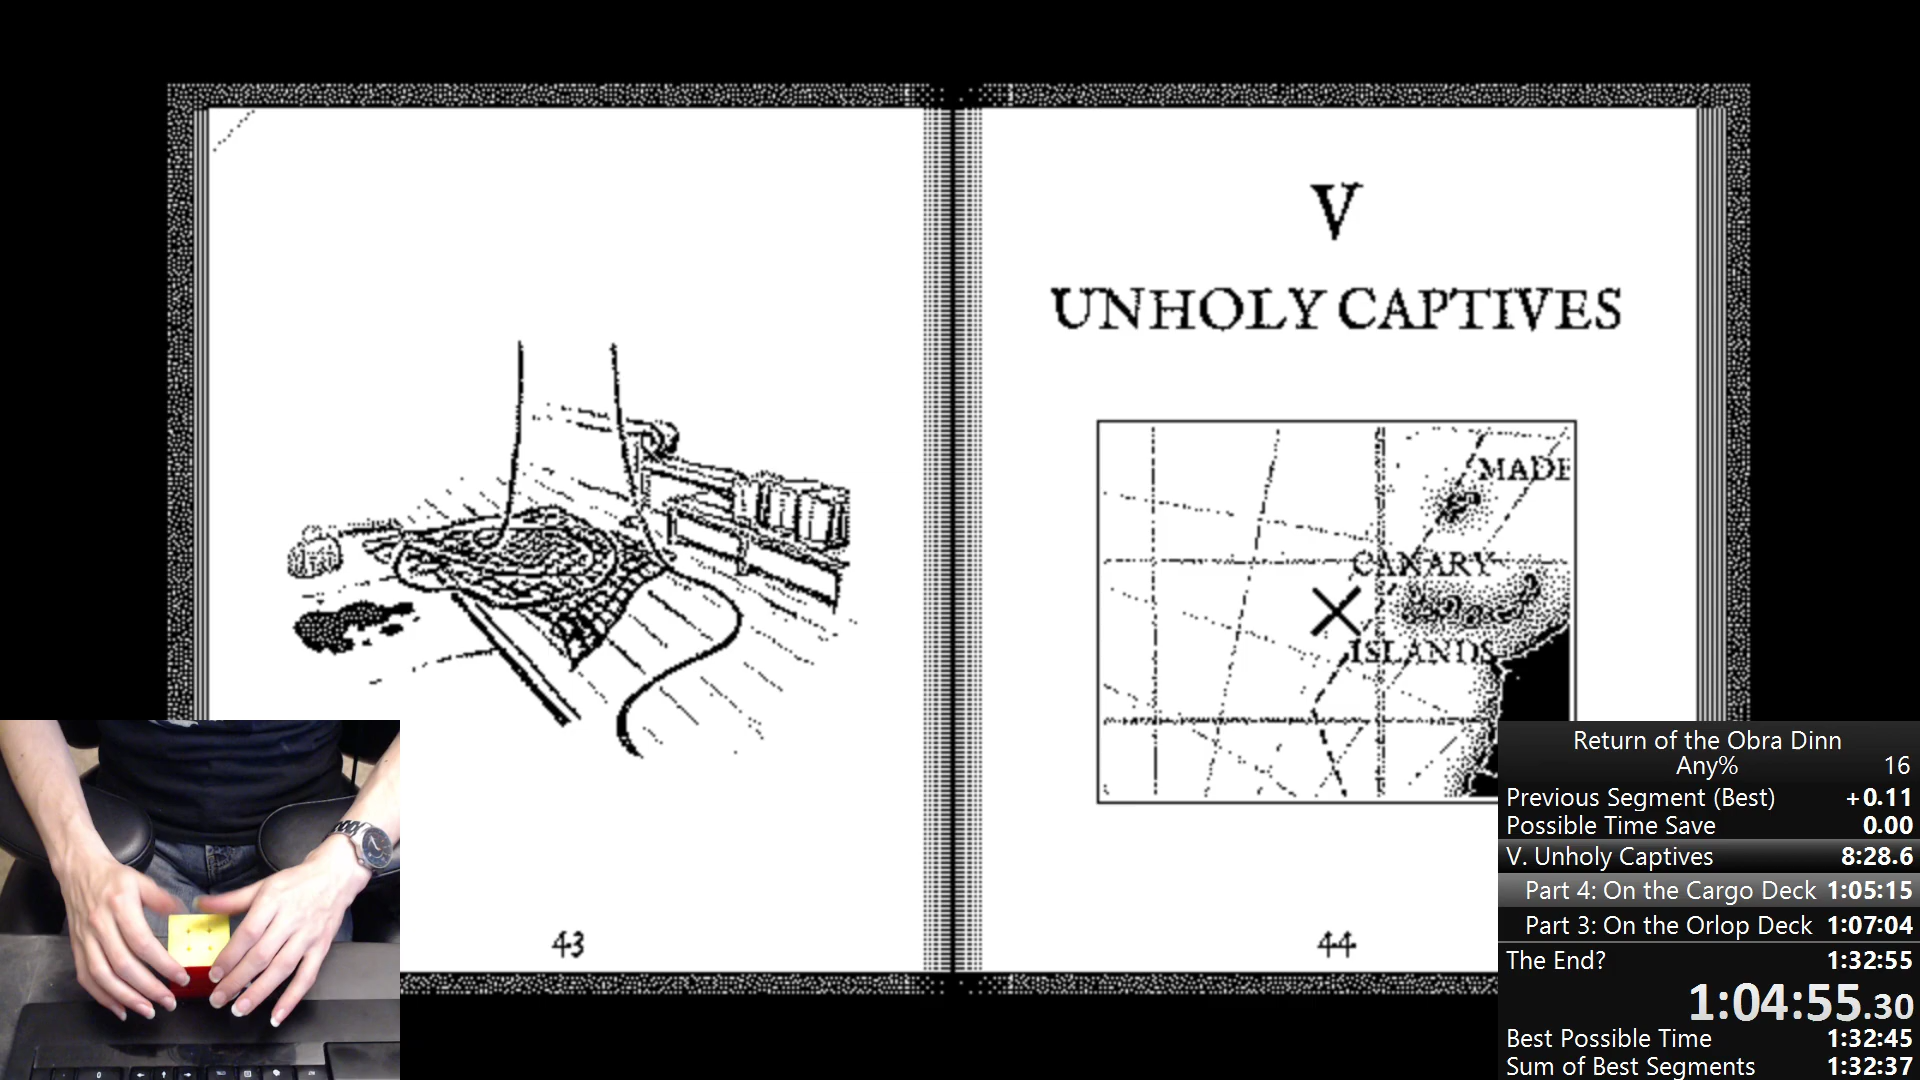 V
UNHOLY CAPTIVES
MADE
CANARY
ISLANDS
43
44
Return of the Obra Dinn
Any% 16
Previous Segment (Best) +0.11
Possible Time Save 0.00
V. Unholy Captives 8:28.6
Part 4: On the Cargo Deck 1:05:15
Part 3: On the Orlop Deck 1:07:04
The End? 1:32:55
1:04:55.30
Best Possible Time 1:32:45
Sum of Best Segments 1:32:37